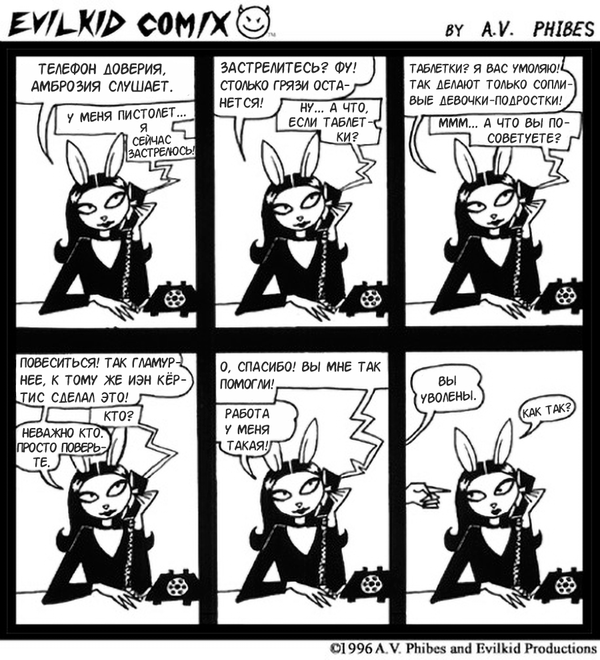 EVILKID COMIX
TM
BY A.V. PHIBES
ТЕЛЕФОН ДОВЕРИЯ,
АМБРОЗИЯ СЛУШАЕТ.
У МЕНЯ ПИСТОЛЕТ...
Я
СЕЙЧАС
ЗАСТРЕЛЮСЬ!
ЗАСТРЕЛИТЕСЬ? ФУ!
СТОЛЬКО ГРЯЗИ ОСТА-
НЕТСЯ!
НУ... А ЧТО,
ЕСЛИ ТАБЛЕТ-
КИ?
ТАБЛЕТКИ? Я ВАС УМОЛЯЮ!
ТАК ДЕЛАЮТ ТОЛЬКО СОПЛИ-
ВЫЕ ДЕВОЧКИ-ПОДРОСТКИ!
МММ... А ЧТО ВЫ ПО-
СОВЕТУЕТЕ?
ПОВЕСИТЬСЯ! ТАК ГЛАМУР-
НЕЕ, К ТОМУ ЖЕ ИЭН КЁР-
ТИС СДЕЛАЛ ЭТО!
КТО?
НЕВАЖНО КТО.
ПРОСТО ПОВЕРЬ-
ТЕ.
О, СПАСИБО! ВЫ МНЕ ТАК
ПОМОГЛИ!
РАБОТА
У МЕНЯ
ТАКАЯ!
ВЫ
УВОЛЕНЫ.
КАК ТАК?
©1996 A.V. Phibes and Evilkid Productions